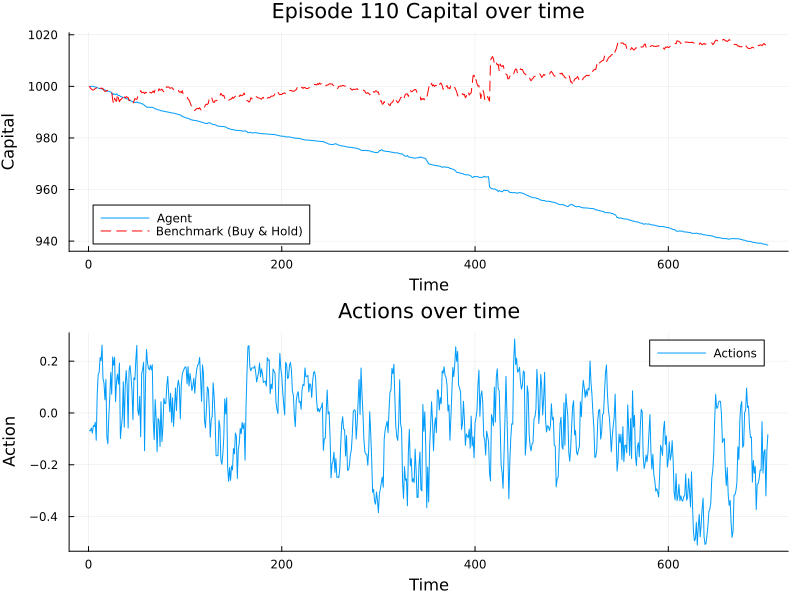 Episode 110 Capital over time
1020
1000
980
960
940
Capital
Agent
Benchmark (Buy & Hold)
0
200
400
600
Time
Actions over time
Actions
0.2
0.0
−0.2
−0.4
Action
0
200
400
600
Time